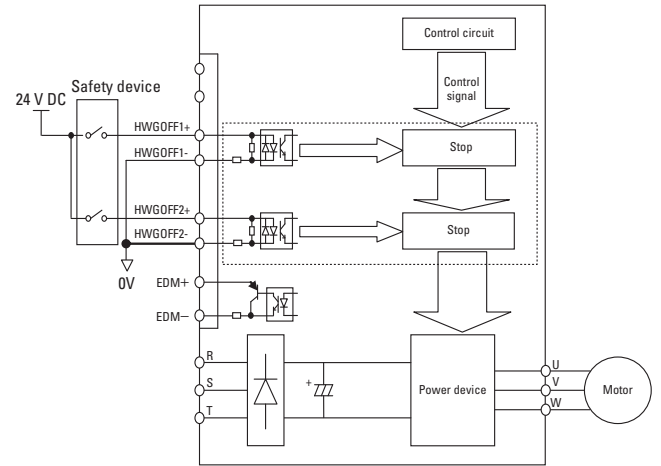 Control circuit
Control
signal
Safety device
24 V DC
HWGOFF1+
HWGOFF1-
Stop
HWGOFF2+
HWGOFF2-
Stop
0V
EDM+
EDM−
R
S
T
+
Power device
U
V
W
Motor